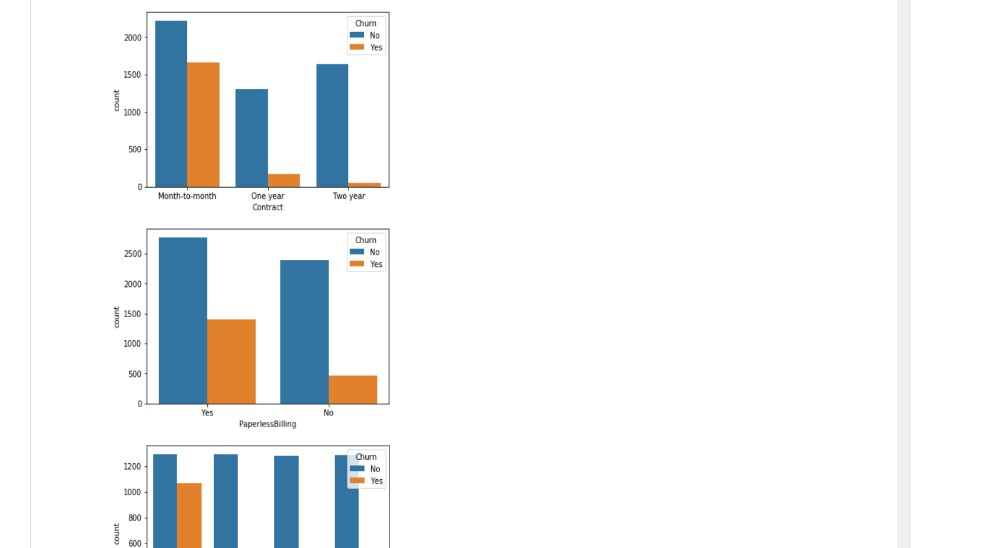 Churn
No
Yes
2000
1500
1000
500
0
count
Month-to-month One year Two year
Contract
Churn
No
Yes
2500
2000
1500
1000
500
0
count
Yes No
PaperlessBilling
Churn
No
Yes
1200
1000
800
600
count